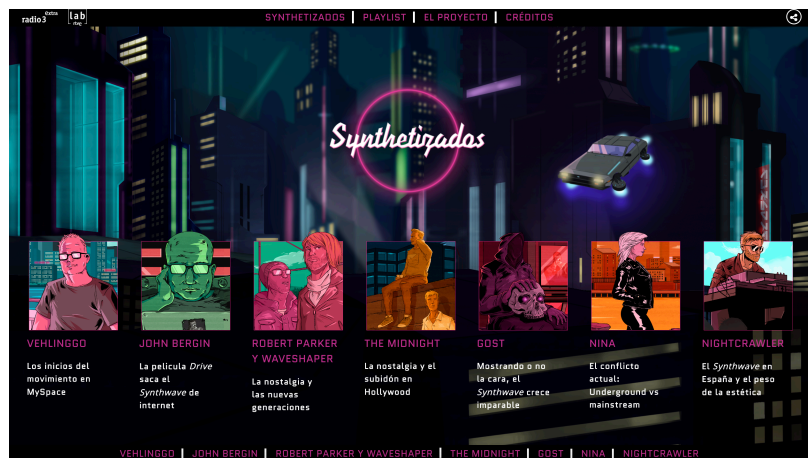 radio3 extra
lab
rtve
SYNTHETIZADOS | PLAYLIST | EL PROYECTO | CRÉDITOS
Synthetizados
VEHLINGGO
Los inicios del
movimiento en
MySpace
JOHN BERGIN
La pelicula Drive
saca el
Synthwave de
internet
ROBERT PARKER
Y WAVESHAPER
La nostalgia y
las nuevas
generaciones
THE MIDNIGHT
La nostalgia y el
subidón en
Hollywood
GOST
Mostrando o no
la cara, el
Synthwave crece
imparable
NINA
El conflicto
actual:
Underground vs
mainstream
NIGHTCRAWLER
El Synthwave en
España y el peso
de la estética
VEHLINGGO | JOHN BERGIN | ROBERT PARKER Y WAVESHAPER | THE MIDNIGHT | GOST | NINA | NIGHTCRAWLER